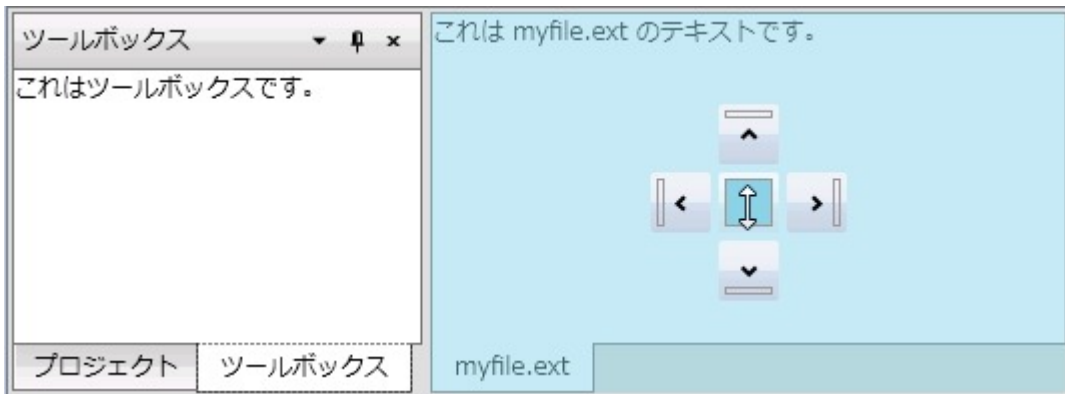 ツールボックス
これはツールボックスです。
プロジェクト
ツールボックス
これは myfile.ext のテキストです。
myfile.ext